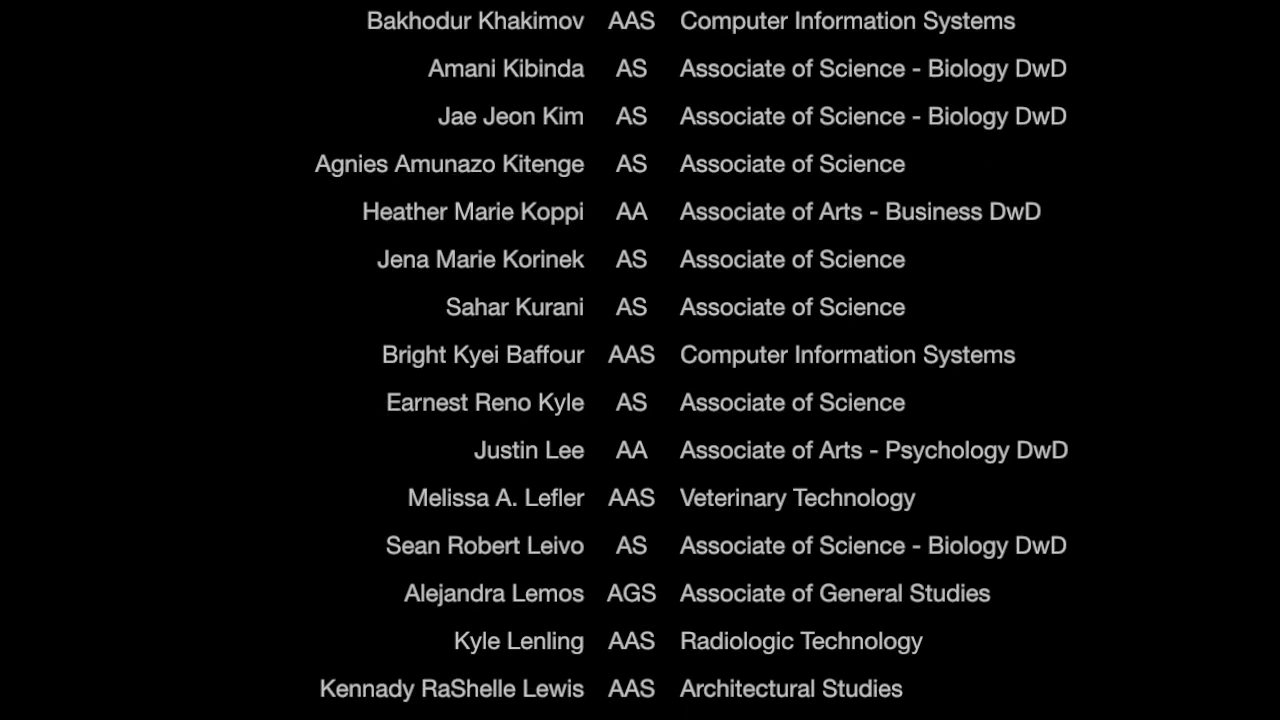 Bakhodur Khakimov AAS Computer Information Systems
Amani Kibinda AS Associate of Science - Biology DwD
Jae Jeon Kim AS Associate of Science - Biology DwD
Agnies Amunazo Kitenge AS Associate of Science
Heather Marie Koppi AA Associate of Arts - Business DwD
Jena Marie Korinek AS Associate of Science
Sahar Kurani AS Associate of Science
Bright Kyei Baffour AAS Computer Information Systems
Earnest Reno Kyle AS Associate of Science
Justin Lee AA Associate of Arts - Psychology DwD
Melissa A. Lefler AAS Veterinary Technology
Sean Robert Leivo AS Associate of Science - Biology DwD
Alejandra Lemos AGS Associate of General Studies
Kyle Lenling AAS Radiologic Technology
Kennady RaShelle Lewis AAS Architectural Studies